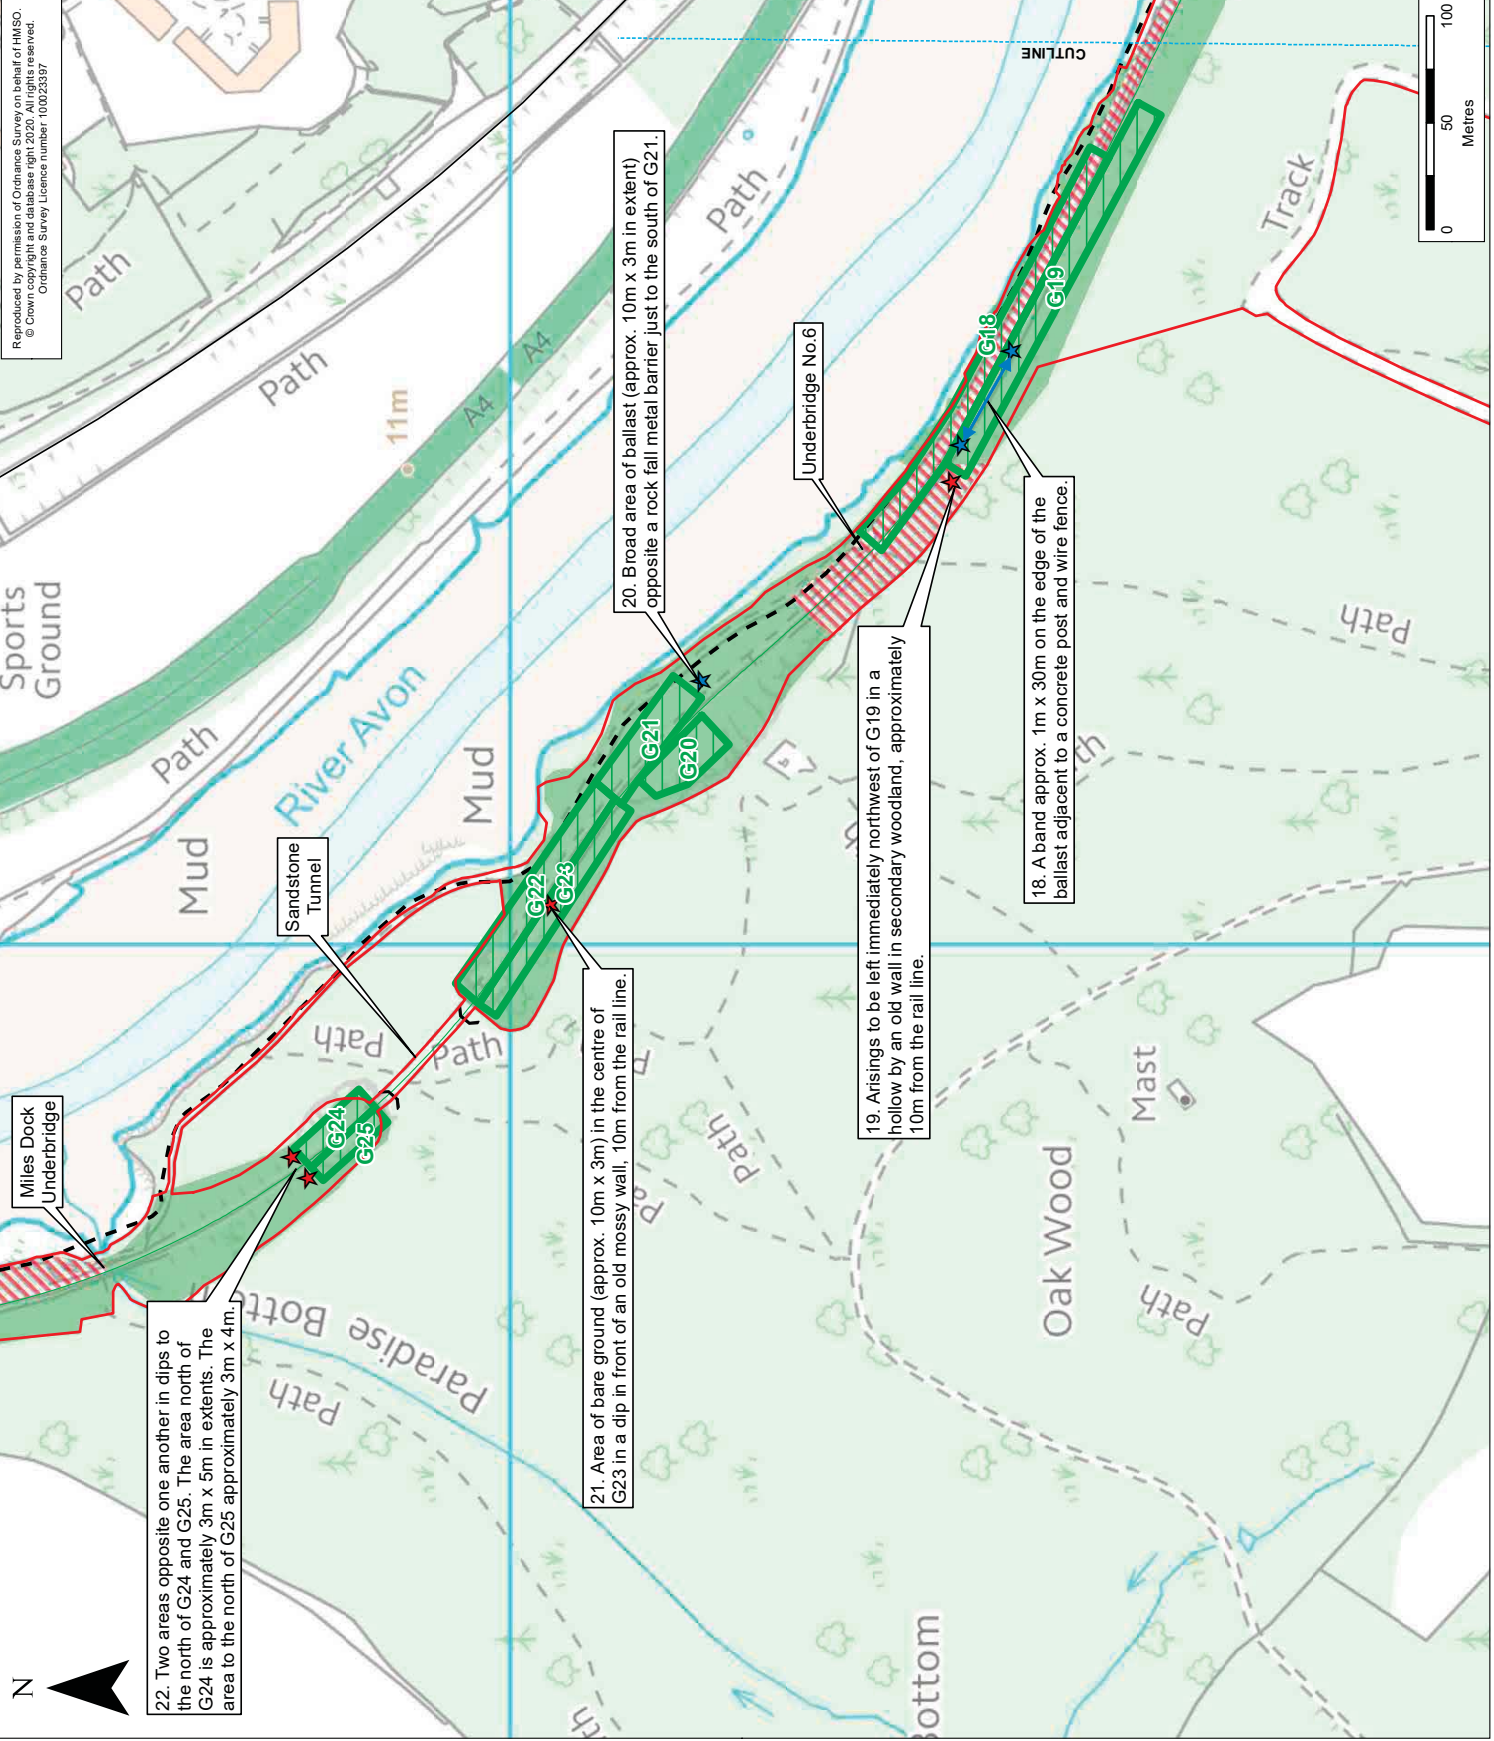 Reproduced by permission of Ordnance Survey on behalf of HMSO.
© Crown copyright and database right 2020. All rights reserved.
Ordnance Survey Licence number 100023397
N
Miles Dock
Underbridge
Sandstone
Tunnel
22. Two areas opposite one another in dips to
the north of G24 and G25. The area north of
G24 is approximately 3m x 5m in extents. The
area to the north of G25 approximately 3m x 4m.
21. Area of bare ground (approx. 10m x 3m) in the centre of
G23 in a dip in front of an old mossy wall, 10m from the rail line.
20. Broad area of ballast (approx. 10m x 3m in extent)
opposite a rock fall metal barrier just to the south of G21.
Underbridge No.6
19. Arisings to be left immediately northwest of G19 in a
hollow by an old wall in secondary woodland, approximately
10m from the rail line.
18. A band approx. 1m x 30m on the edge of the
ballast adjacent to a concrete post and wire fence.
G24
G25
G22
G23
G21
G20
G18
G19
CUTLINE
Sports
Ground
Path
Path
Path
Path
A4
A4
11m
River Avon
Mud
Mud
Path
Path
Path
Path
Path
Path
Path
Track
Mast
Oak Wood
Paradise Botto
Bottom
0
50
100
Metres